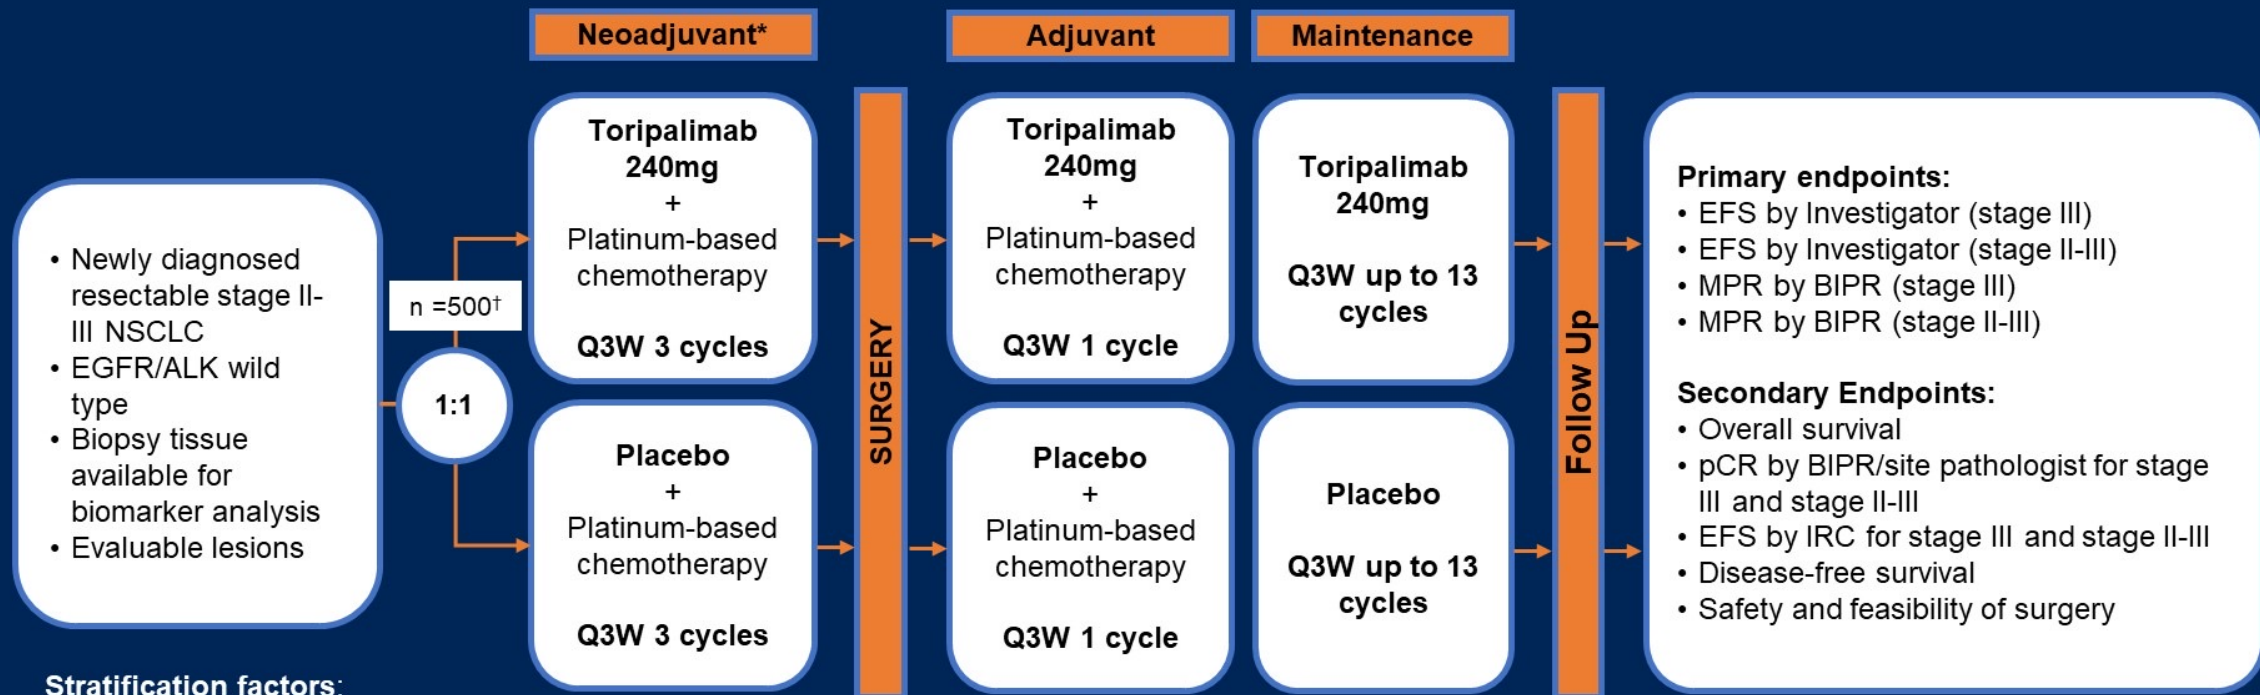 Neoadjuvant*
Adjuvant
Maintenance
• Newly diagnosed
resectable stage II-
III NSCLC
• EGFR/ALK wild
type
• Biopsy tissue
available for
biomarker analysis
• Evaluable lesions
n =500†
1:1
Toripalimab
240mg
+
Platinum-based
chemotherapy
Q3W 3 cycles
Placebo
+
Platinum-based
chemotherapy
Q3W 3 cycles
SURGERY
Toripalimab
240mg
+
Platinum-based
chemotherapy
Q3W 1 cycle
Placebo
+
Platinum-based
chemotherapy
Q3W 1 cycle
Toripalimab
240mg
Q3W up to 13
cycles
Placebo
Q3W up to 13
cycles
Follow Up
Primary endpoints:
• EFS by Investigator (stage III)
• EFS by Investigator (stage II-III)
• MPR by BIPR (stage III)
• MPR by BIPR (stage II-III)
Secondary Endpoints:
• Overall survival
• pCR by BIPR/site pathologist for stage
III and stage II-III
• EFS by IRC for stage III and stage II-III
• Disease-free survival
• Safety and feasibility of surgery
Stratification factors: